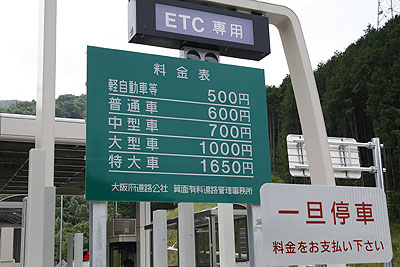 ETC 専用
料金表
軽自動車等 500円
普通車 600円
中型車 700円
大型車 1000円
特大車 1650円
大阪府道路公社 箕面有料道路管理事務所
一旦停車
料金をお支払い下さい